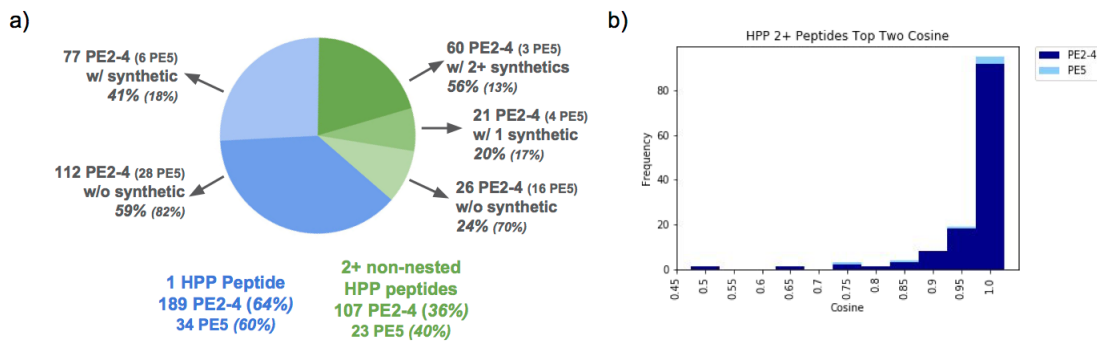 a)
77 PE2-4 (6 PE5)
w/ synthetic
41% (18%)
112 PE2-4 (28 PE5)
w/o synthetic
59% (82%)
60 PE2-4 (3 PE5)
w/ 2+ synthetics
56% (13%)
21 PE2-4 (4 PE5)
w/ 1 synthetic
20% (17%)
26 PE2-4 (16 PE5)
w/o synthetic
24% (70%)
1 HPP Peptide
189 PE2-4 (64%)
34 PE5 (60%)
2+ non-nested
HPP peptides
107 PE2-4 (36%)
23 PE5 (40%)
b)
HPP 2+ Peptides Top Two Cosine
PE2-4
PE5
Frequency
80
60
40
20
0
0.45 0.5 0.55 0.6 0.65 0.7 0.75 0.8 0.85 0.9 0.95 1.0
Cosine